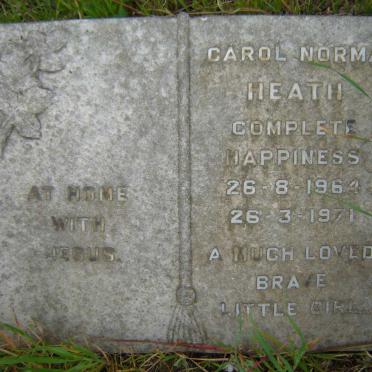 AT HOME
WITH
JESUS
CAROL NORMA
HEATH
COMPLETE
HAPPINESS
26-8-1964
26-3-1971
A MUCH LOVED
BRAVE
LITTLE GIRL